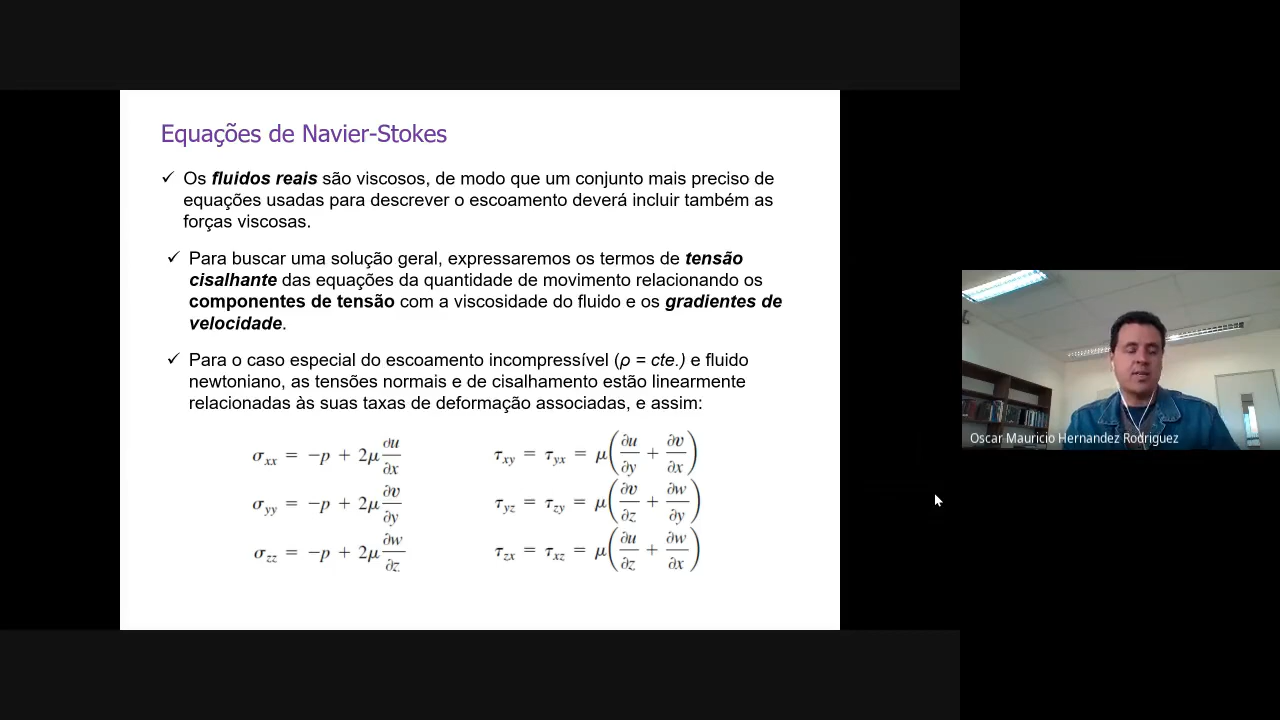 Equações de Navier-Stokes
✓ Os fluidos reais são viscosos, de modo que um conjunto mais preciso de
equações usadas para descrever o escoamento deverá incluir também as
forças viscosas.
✓ Para buscar uma solução geral, expressaremos os termos de tensão
cisalhante das equações da quantidade de movimento relacionando os
componentes de tensão com a viscosidade do fluido e os gradientes de
velocidade.
✓ Para o caso especial do escoamento incompressível (ρ = cte.) e fluido
newtoniano, as tensões normais e de cisalhamento estão linearmente
relacionadas às suas taxas de deformação associadas, e assim:
σxx = −p + 2μ ∂u/∂x
σyy = −p + 2μ ∂v/∂y
σzz = −p + 2μ ∂w/∂z
τxy = τyx = μ(∂u/∂y + ∂v/∂x)
τyz = τzy = μ(∂v/∂z + ∂w/∂y)
τzx = τxz = μ(∂u/∂z + ∂w/∂x)
Oscar Mauricio Hernandez Rodriguez